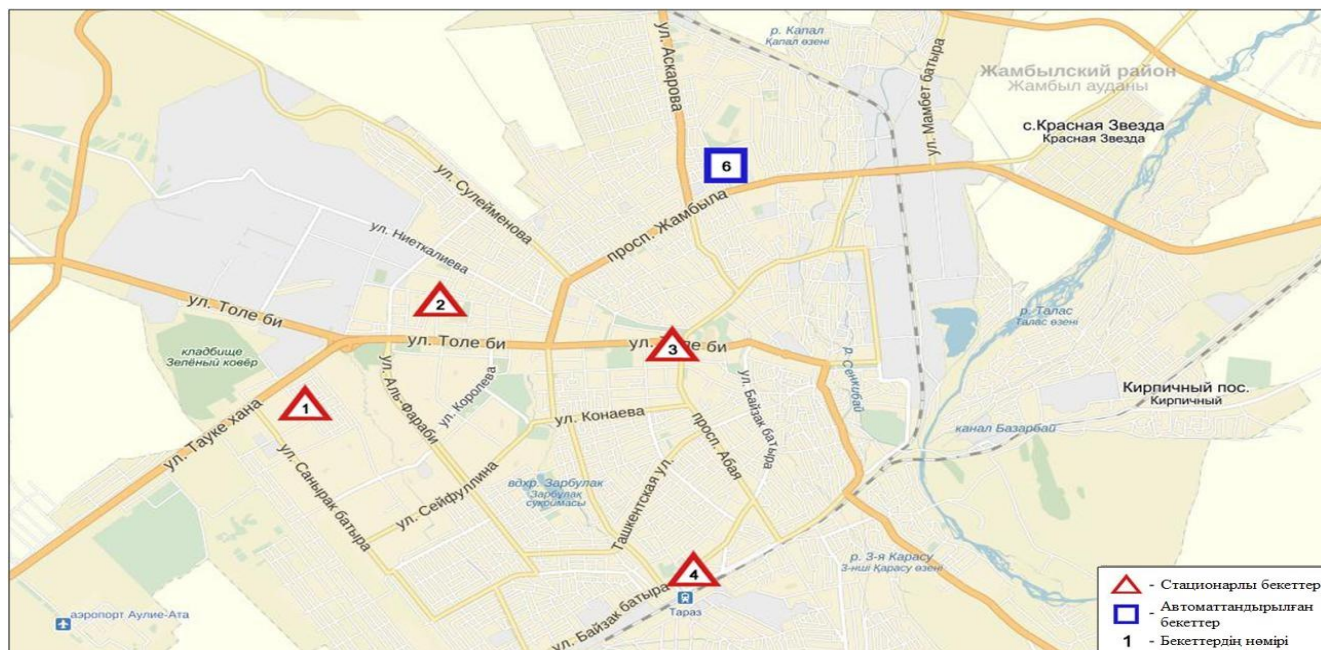 р. Капал
Қапал өзені
ул. Аскарова
ул. Мамбет батыра
Жамбылский район
Жамбыл ауданы
с.Красная Звезда
Красная Звезда
6
ул. Сулейменова
просп. Жамбыла
ул. Ниеткалиева
2
ул. Толе би
ул. Толе би
ул. Толе би
3
р. Талас
Талас өзені
кладбище
Зелёный ковёр
1
ул. Тауке хана
ул. Аль-Фараби
ул. Королева
ул. Конаева
просп. Абая
ул. Байзак батыра
р. Сенкибай
Кирпичный пос.
Кирпичный
канал Базарбай
ул. Санырак батыра
ул. Сейфуллина
вдхр. Зарбулак
Зарбулақ
суқоймасы
Ташкентская ул.
4
Тараз
ул. Байзак батыра
р. 3-я Карасу
3-нші Қарасу өзені
аэропорт Аулие-Ата
- Стационарлы бекеттер
- Автоматтандырылған
бекеттер
1 - Бекеттердің нөмірі